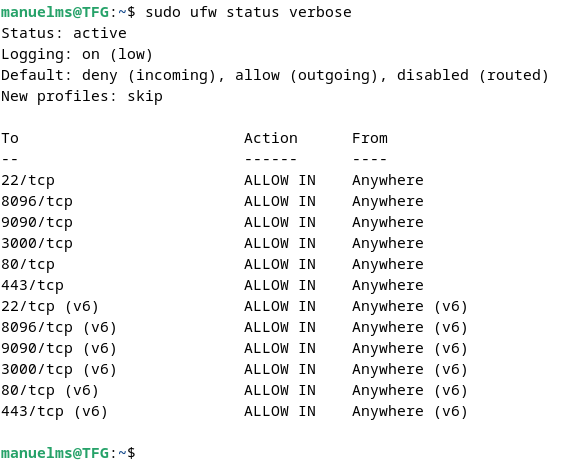 manuelms@TFG:~$ sudo ufw status verbose
Status: active
Logging: on (low)
Default: deny (incoming), allow (outgoing), disabled (routed)
New profiles: skip

To                         Action      From
--                         ------      ----
22/tcp                     ALLOW IN    Anywhere
8096/tcp                   ALLOW IN    Anywhere
9090/tcp                   ALLOW IN    Anywhere
3000/tcp                   ALLOW IN    Anywhere
80/tcp                     ALLOW IN    Anywhere
443/tcp                    ALLOW IN    Anywhere
22/tcp (v6)                ALLOW IN    Anywhere (v6)
8096/tcp (v6)              ALLOW IN    Anywhere (v6)
9090/tcp (v6)              ALLOW IN    Anywhere (v6)
3000/tcp (v6)              ALLOW IN    Anywhere (v6)
80/tcp (v6)                ALLOW IN    Anywhere (v6)
443/tcp (v6)               ALLOW IN    Anywhere (v6)

manuelms@TFG:~$